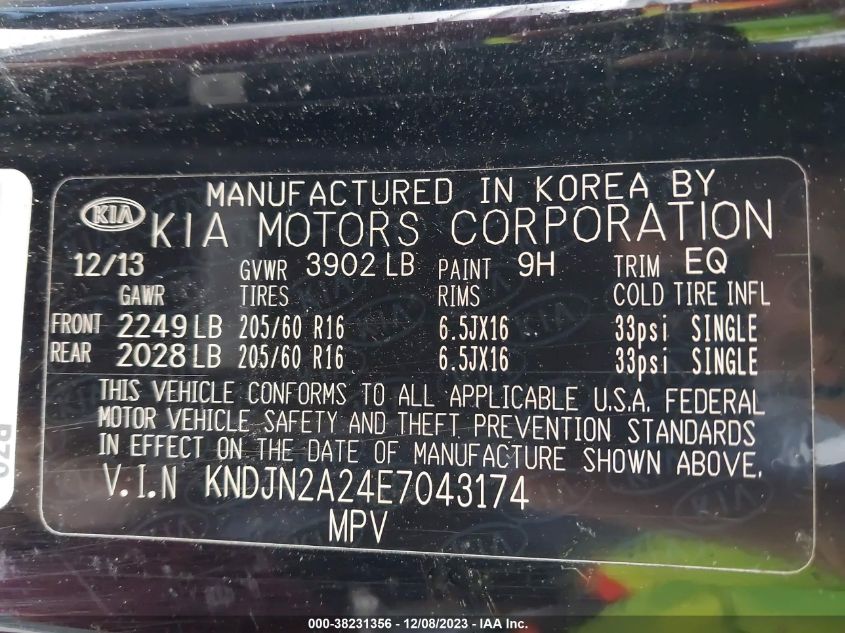 MANUFACTURED IN KOREA BY
KIA KIA MOTORS CORPORATION
12/13 GVWR 3902 LB PAINT 9H TRIM EQ
GAWR TIRES RIMS COLD TIRE INFL
FRONT 2249 LB 205/60 R16 6.5JX16 33psi SINGLE
REAR 2028 LB 205/60 R16 6.5JX16 33psi SINGLE
THIS VEHICLE CONFORMS TO ALL APPLICABLE U.S.A. FEDERAL
MOTOR VEHICLE SAFETY AND THEFT PREVENTION STANDARDS
IN EFFECT ON THE DATE OF MANUFACTURE SHOWN ABOVE.
V.I.N KNDJN2A24E7043174
MPV
000-38231356 - 12/08/2023 - IAA Inc.